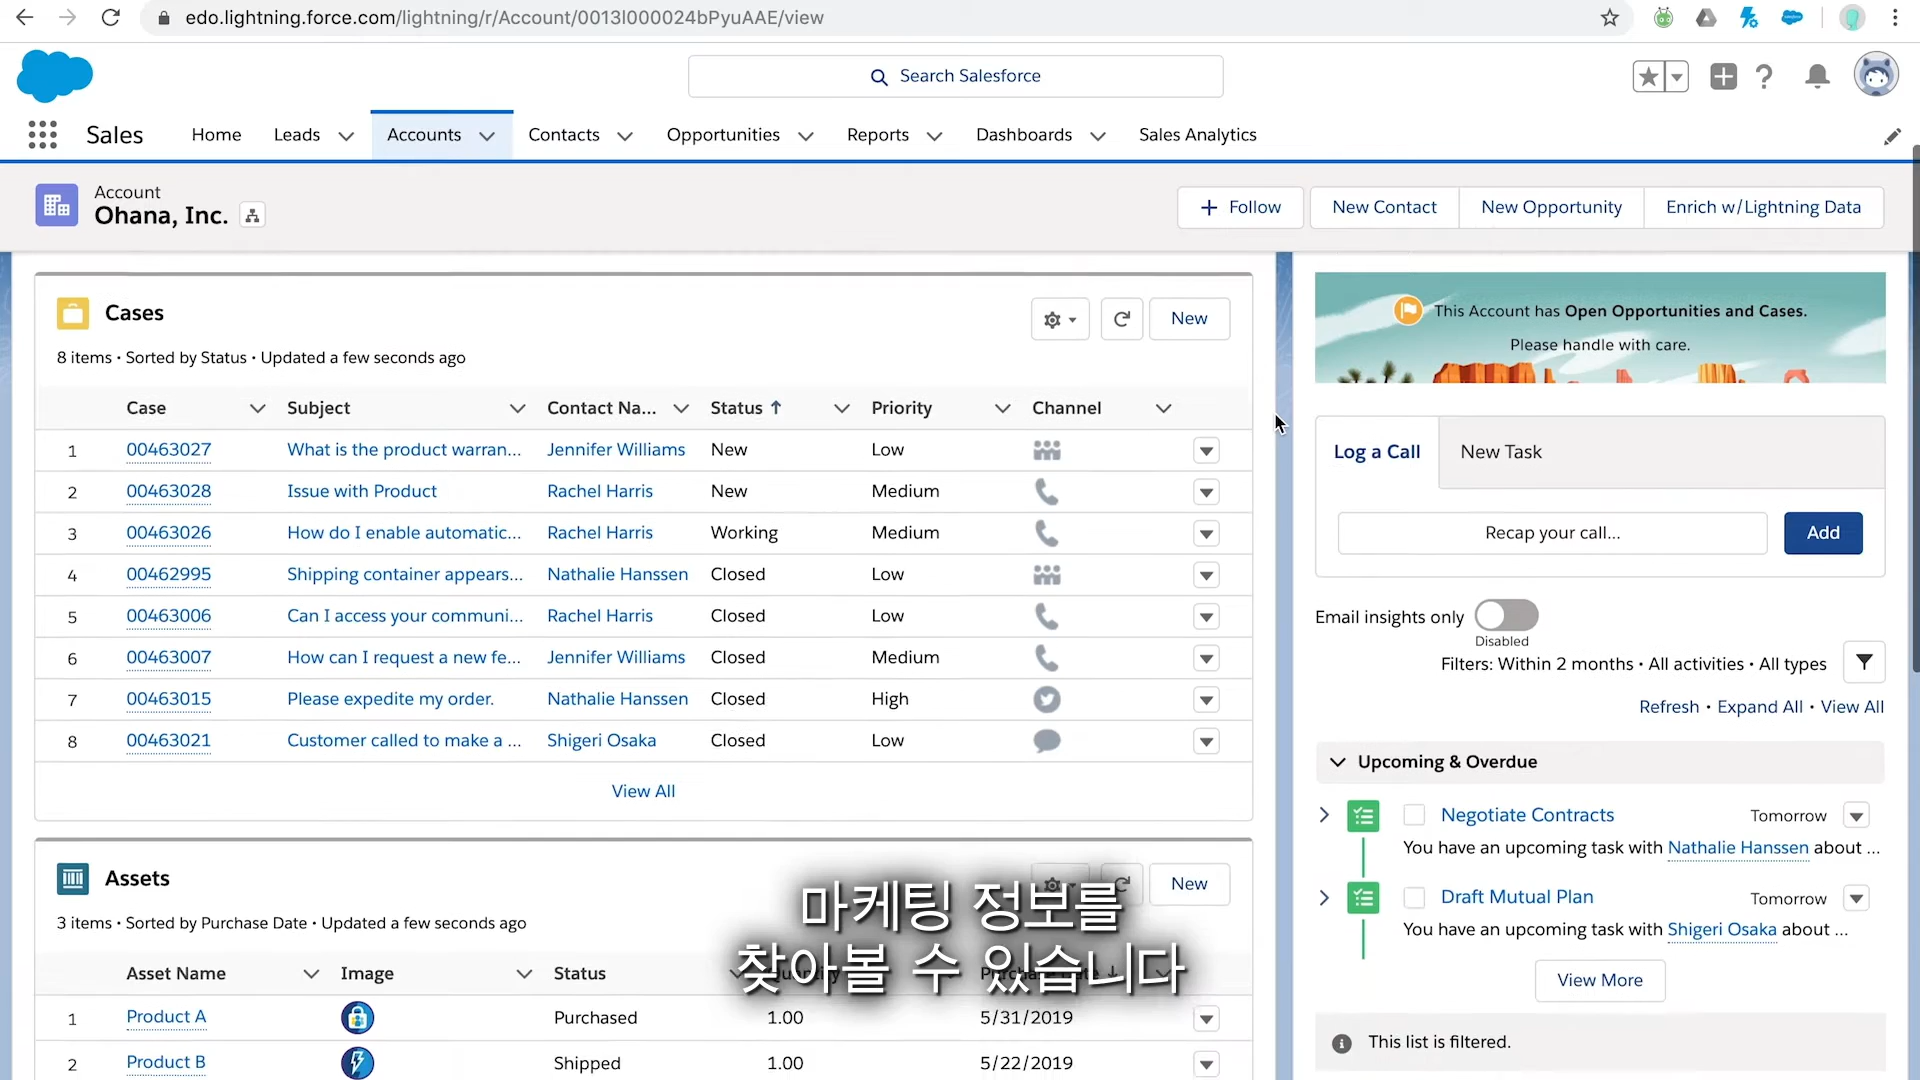 edo.lightning.force.com/lightning/r/Account/0013l000024bPyuAAE/view
Search Salesforce
Sales Home Leads Accounts Contacts Opportunities Reports Dashboards Sales Analytics
Account
Ohana, Inc.
+ Follow New Contact New Opportunity Enrich w/Lightning Data
Cases
New
8 items • Sorted by Status • Updated a few seconds ago
Case Subject Contact Na... Status ↑ Priority Channel
1 00463027 What is the product warran... Jennifer Williams New Low
2 00463028 Issue with Product Rachel Harris New Medium
3 00463026 How do I enable automatic... Rachel Harris Working Medium
4 00462995 Shipping container appears... Nathalie Hanssen Closed Low
5 00463006 Can I access your communi... Rachel Harris Closed Low
6 00463007 How can I request a new fe... Jennifer Williams Closed Medium
7 00463015 Please expedite my order. Nathalie Hanssen Closed High
8 00463021 Customer called to make a ... Shigeri Osaka Closed Low
View All
Assets
New
3 items • Sorted by Purchase Date • Updated a few seconds ago
Asset Name Image Status
1 Product A Purchased 1.00 5/31/2019
2 Product B Shipped 1.00 5/22/2019
This Account has Open Opportunities and Cases.
Please handle with care.
Log a Call New Task
Recap your call... Add
Email insights only
Disabled
Filters: Within 2 months • All activities • All types
Refresh • Expand All • View All
Upcoming & Overdue
Negotiate Contracts Tomorrow
You have an upcoming task with Nathalie Hanssen about ...
Draft Mutual Plan Tomorrow
You have an upcoming task with Shigeri Osaka about ...
View More
This list is filtered.
마케팅 정보를
찾아볼 수 있습니다